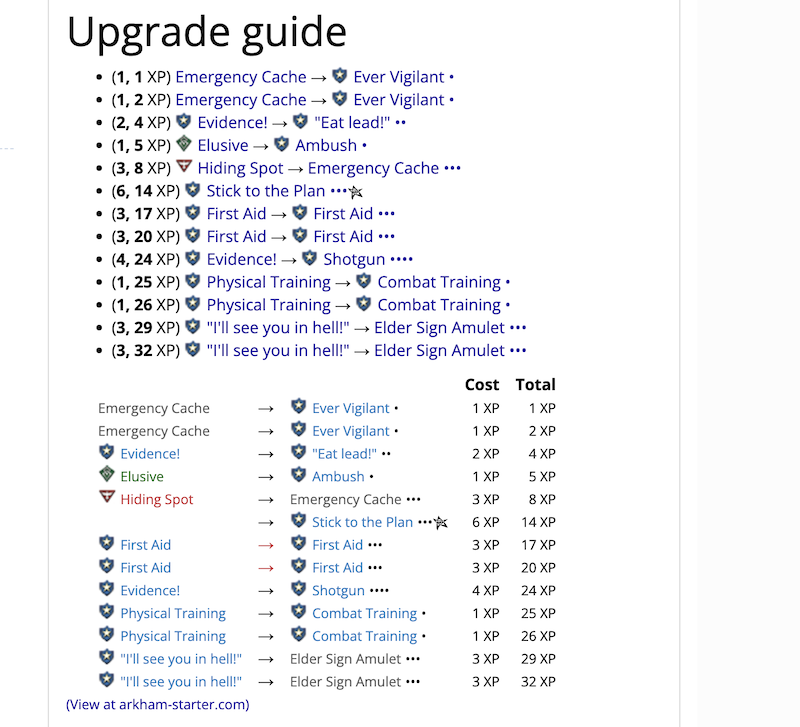 Upgrade guide
• (1, 1 XP) Emergency Cache → Ever Vigilant •
• (1, 2 XP) Emergency Cache → Ever Vigilant •
• (2, 4 XP) Evidence! → "Eat lead!" ••
• (1, 5 XP) Elusive → Ambush •
• (3, 8 XP) Hiding Spot → Emergency Cache •••
• (6, 14 XP) Stick to the Plan •••
• (3, 17 XP) First Aid → First Aid •••
• (3, 20 XP) First Aid → First Aid •••
• (4, 24 XP) Evidence! → Shotgun ••••
• (1, 25 XP) Physical Training → Combat Training •
• (1, 26 XP) Physical Training → Combat Training •
• (3, 29 XP) "I'll see you in hell!" → Elder Sign Amulet •••
• (3, 32 XP) "I'll see you in hell!" → Elder Sign Amulet •••
Cost Total
Emergency Cache → Ever Vigilant • 1 XP 1 XP
Emergency Cache → Ever Vigilant • 1 XP 2 XP
Evidence! → "Eat lead!" •• 2 XP 4 XP
Elusive → Ambush • 1 XP 5 XP
Hiding Spot → Emergency Cache ••• 3 XP 8 XP
→ Stick to the Plan ••• 6 XP 14 XP
First Aid → First Aid ••• 3 XP 17 XP
First Aid → First Aid ••• 3 XP 20 XP
Evidence! → Shotgun •••• 4 XP 24 XP
Physical Training → Combat Training • 1 XP 25 XP
Physical Training → Combat Training • 1 XP 26 XP
"I'll see you in hell!" → Elder Sign Amulet ••• 3 XP 29 XP
"I'll see you in hell!" → Elder Sign Amulet ••• 3 XP 32 XP
(View at arkham-starter.com)